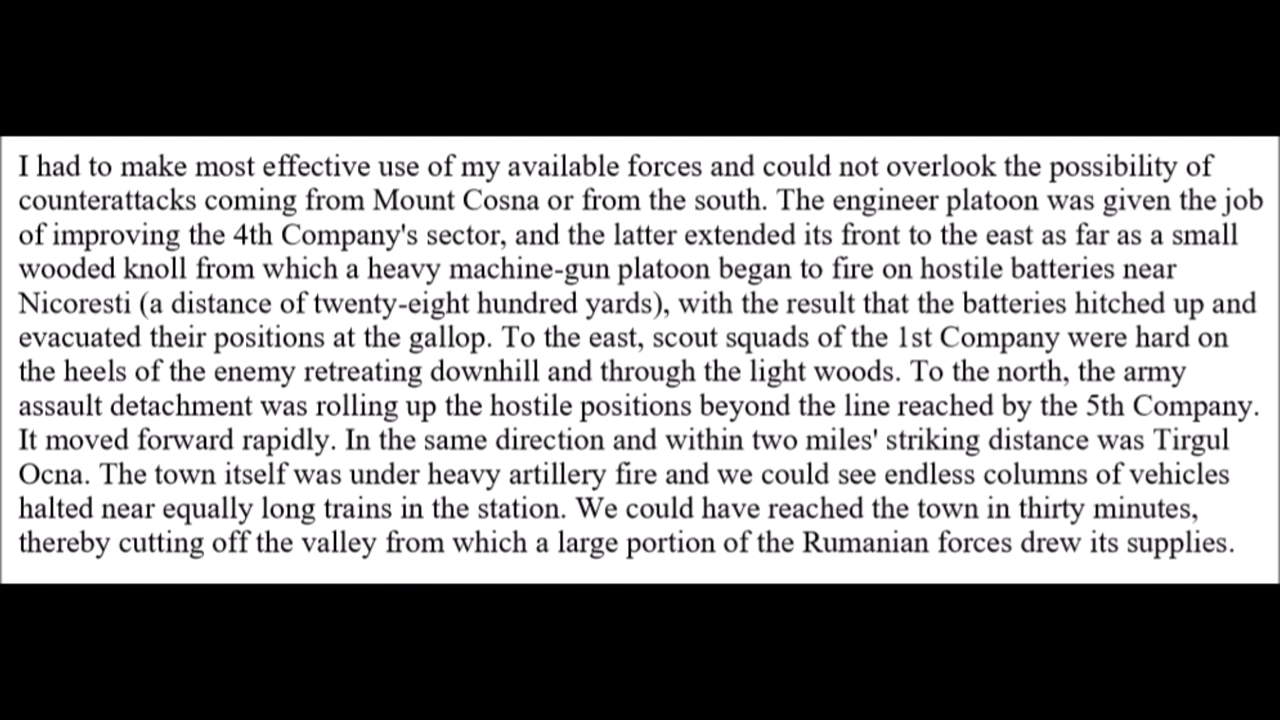 I had to make most effective use of my available forces and could not overlook the possibility of
counterattacks coming from Mount Cosna or from the south. The engineer platoon was given the job
of improving the 4th Company's sector, and the latter extended its front to the east as far as a small
wooded knoll from which a heavy machine-gun platoon began to fire on hostile batteries near
Nicoresti (a distance of twenty-eight hundred yards), with the result that the batteries hitched up and
evacuated their positions at the gallop. To the east, scout squads of the 1st Company were hard on
the heels of the enemy retreating downhill and through the light woods. To the north, the army
assault detachment was rolling up the hostile positions beyond the line reached by the 5th Company.
It moved forward rapidly. In the same direction and within two miles' striking distance was Tirgul
Ocna. The town itself was under heavy artillery fire and we could see endless columns of vehicles
halted near equally long trains in the station. We could have reached the town in thirty minutes,
thereby cutting off the valley from which a large portion of the Rumanian forces drew its supplies.